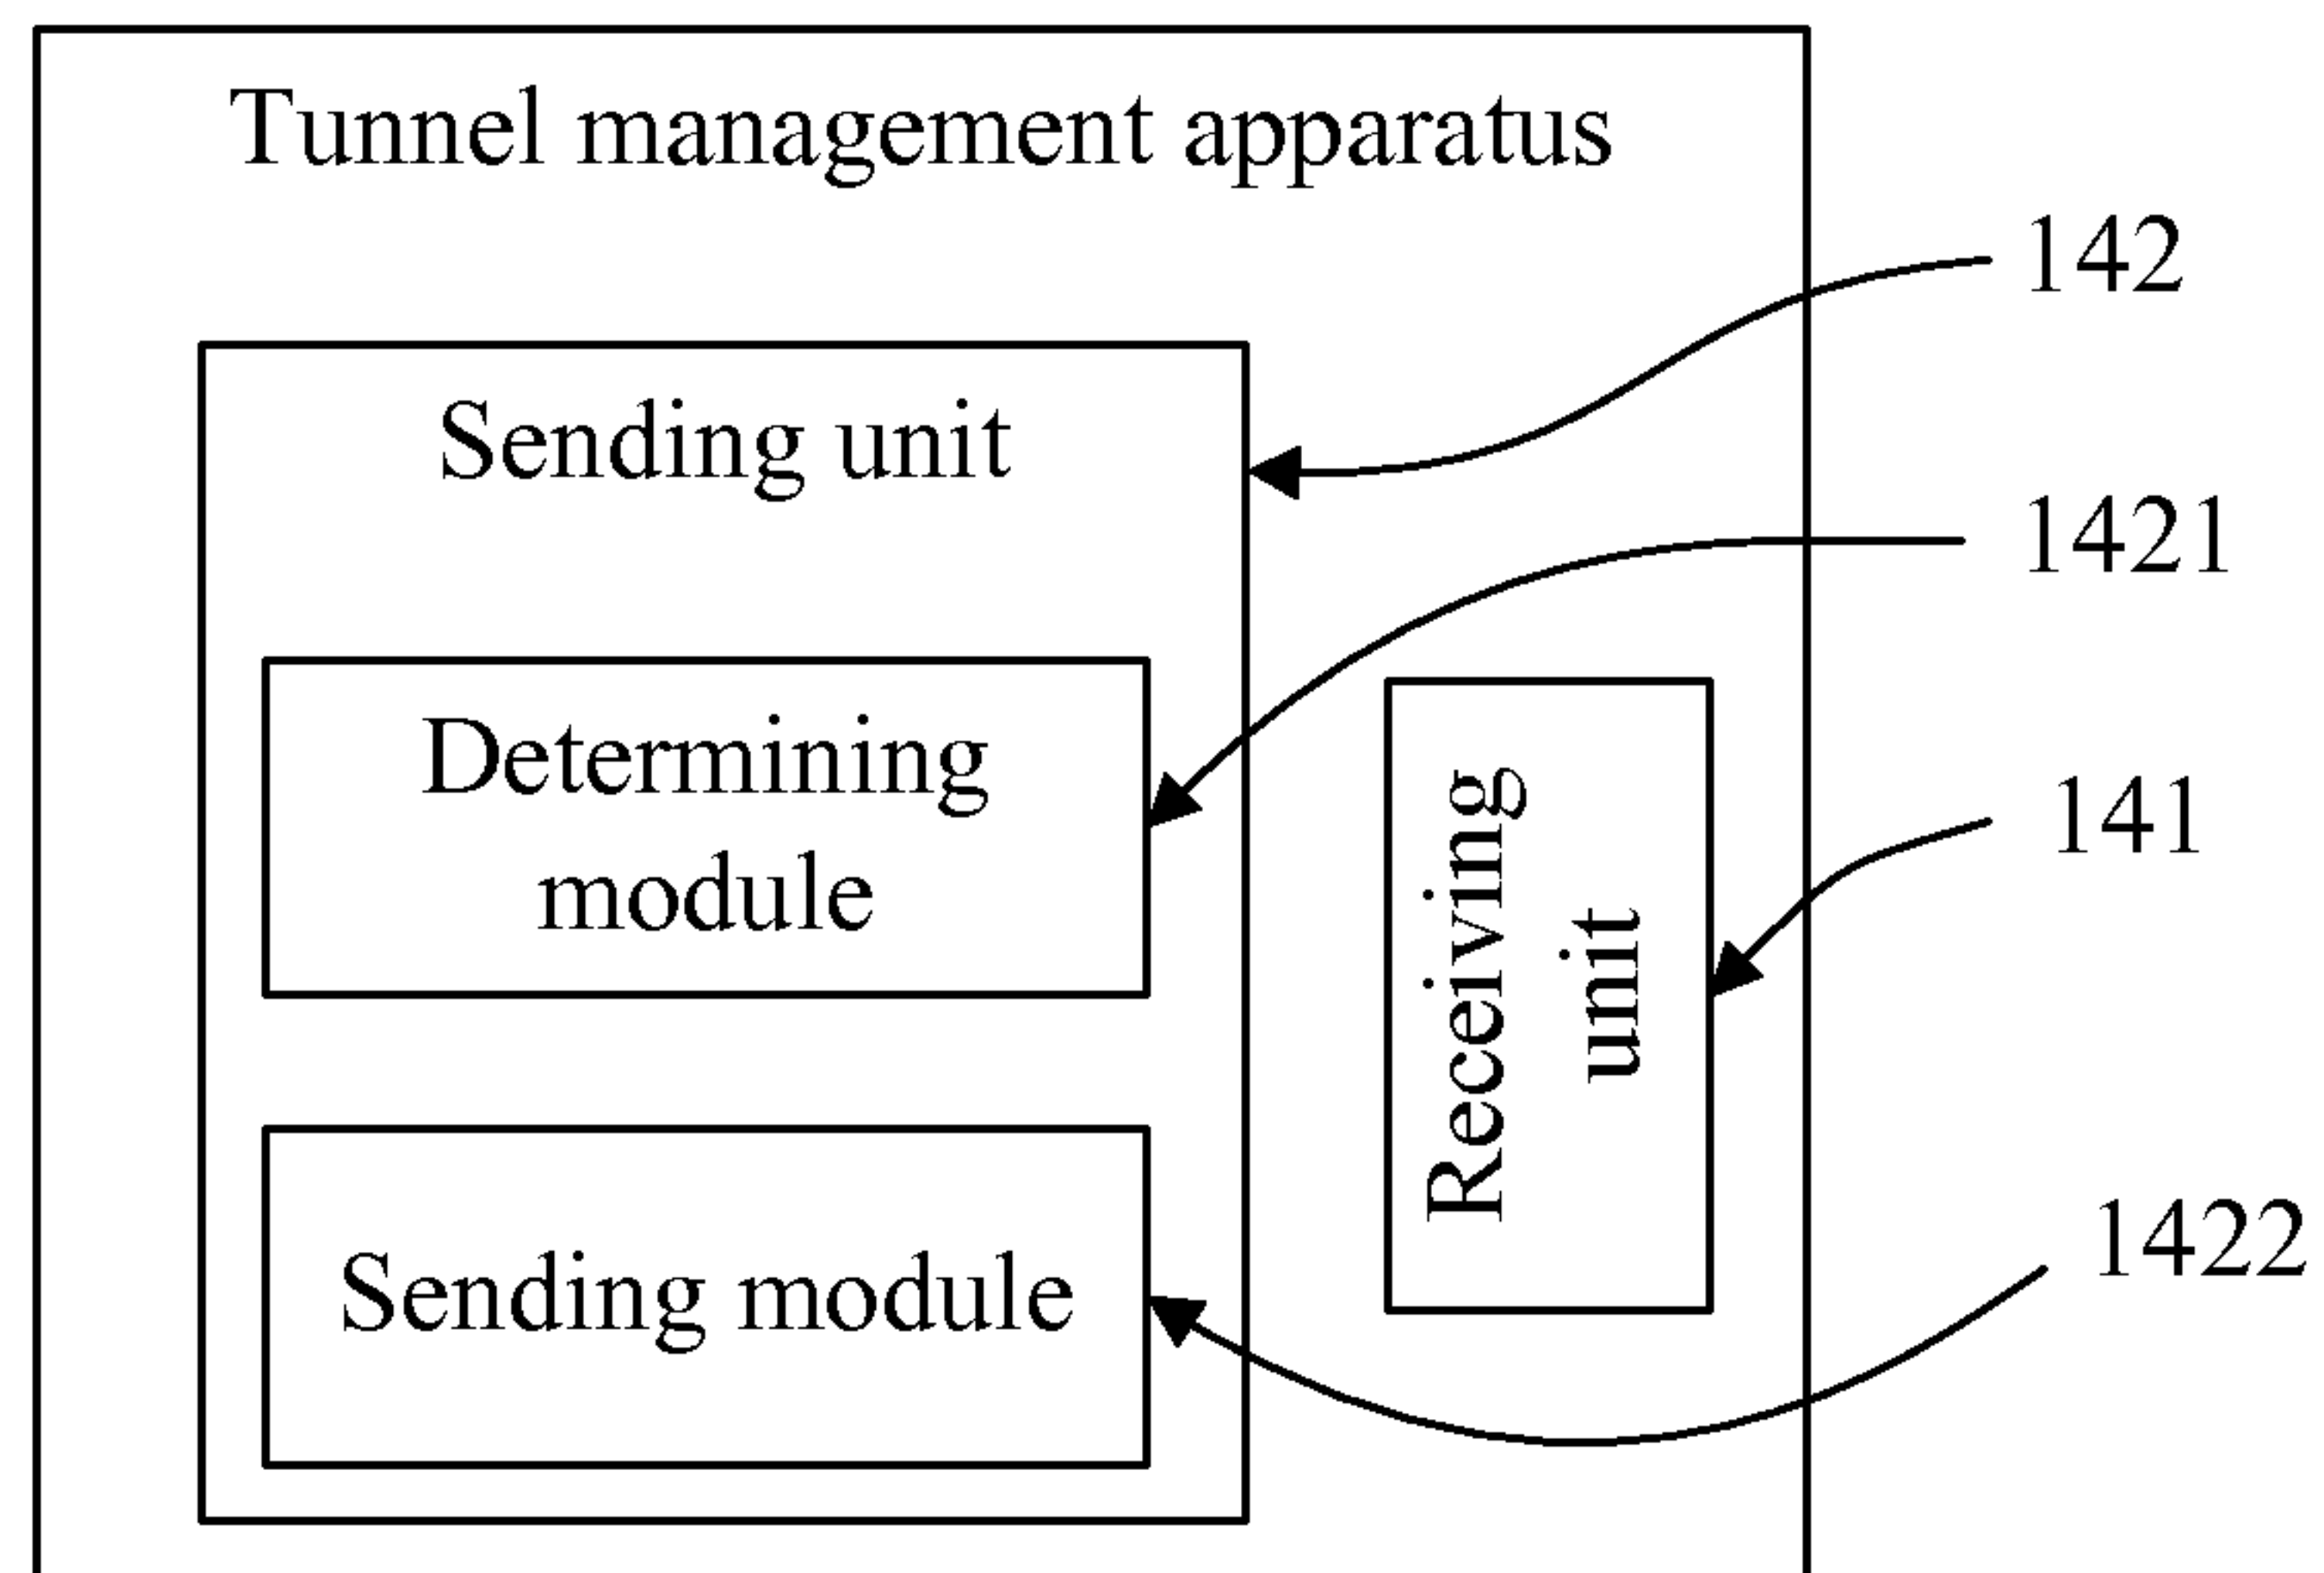 Tunnel management apparatus
142
Sending unit
1421
Determining
module
141
Receiving
unit
1422
Sending module